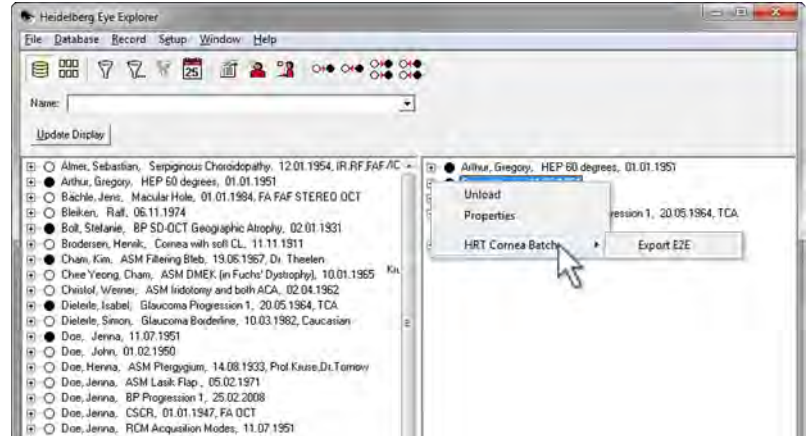 Heidelberg Eye Explorer
File Database Record Setup Window Help
25
Name:
Update Display
Almer, Sebastian, Serpiginous Choroidopathy, 12.01.1954, IR,RF,FAF/IC
Arthur, Gregory, HEP 60 degrees, 01.01.1951
Bächle, Jens, Macular Hole, 01.01.1984, FA FAF STEREO OCT
Bleiken, Ralf, 06.11.1974
Bolt, Stefanie, BP SD-OCT Geographic Atrophy, 02.01.1931
Brodersen, Henrik, Cornea with soft CL, 11.11.1911
Cham, Kim, ASM Filtering Bleb, 19.06.1967, Dr. Theelen
Chee Yeong, Cham, ASM DMEK (in Fuchs' Dystrophy), 10.01.1965
Christof, Werner, ASM Iridotomy and both ACA, 02.04.1962
Dieterle, Isabel, Glaucoma Progression 1, 20.05.1964, TCA
Dieterle, Simon, Glaucoma Borderline, 10.03.1982, Caucasian
Doe, Jenna, 11.07.1951
Doe, John, 01.02.1950
Doe, Henna, ASM Pterygium, 14.08.1933, Prof.Kruse,Dr.Tornow
Doe, Jenna, ASM Lasik Flap , 05.02.1971
Doe, Jenna, BP Progression 1, 25.02.2008
Doe, Jenna, CSCR, 01.01.1947, FA OCT
Doe, Jenna, RCM Acquisition Modes, 11.07.1951
Arthur, Gregory, HEP 60 degrees, 01.01.1951
Unload
Properties
ression 1, 20.05.1964, TCA
HRT Cornea Batch
Export E2E